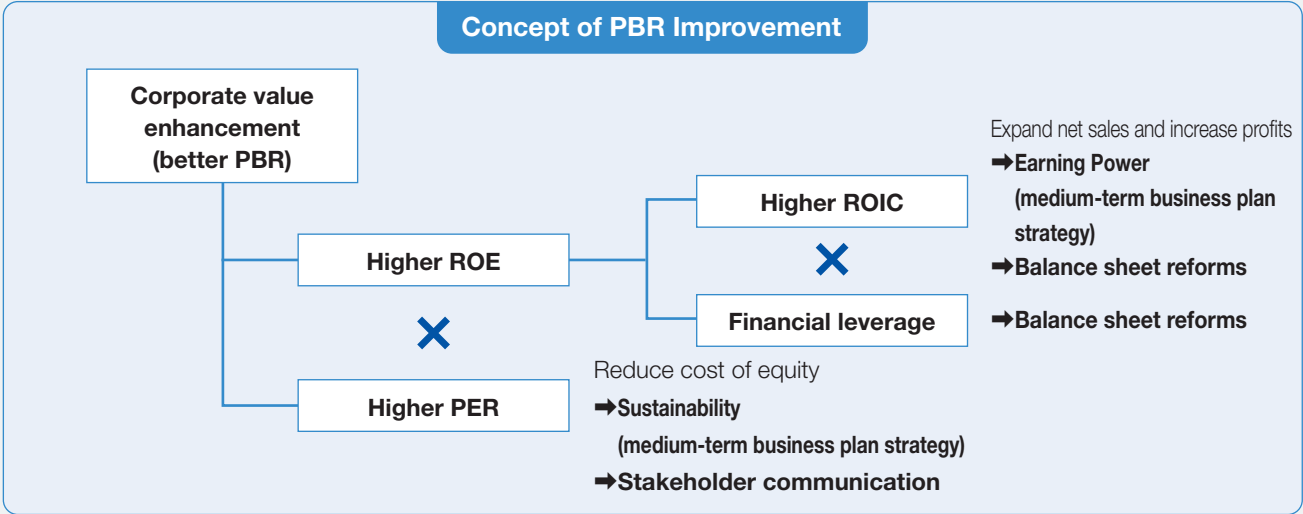 Concept of PBR Improvement
Corporate value
enhancement
(better PBR)
Higher ROE
×
Higher PER
Reduce cost of equity
➡Sustainability
(medium-term business plan strategy)
➡Stakeholder communication
Higher ROIC
×
Financial leverage
Expand net sales and increase profits
➡Earning Power
(medium-term business plan
strategy)
➡Balance sheet reforms
➡Balance sheet reforms